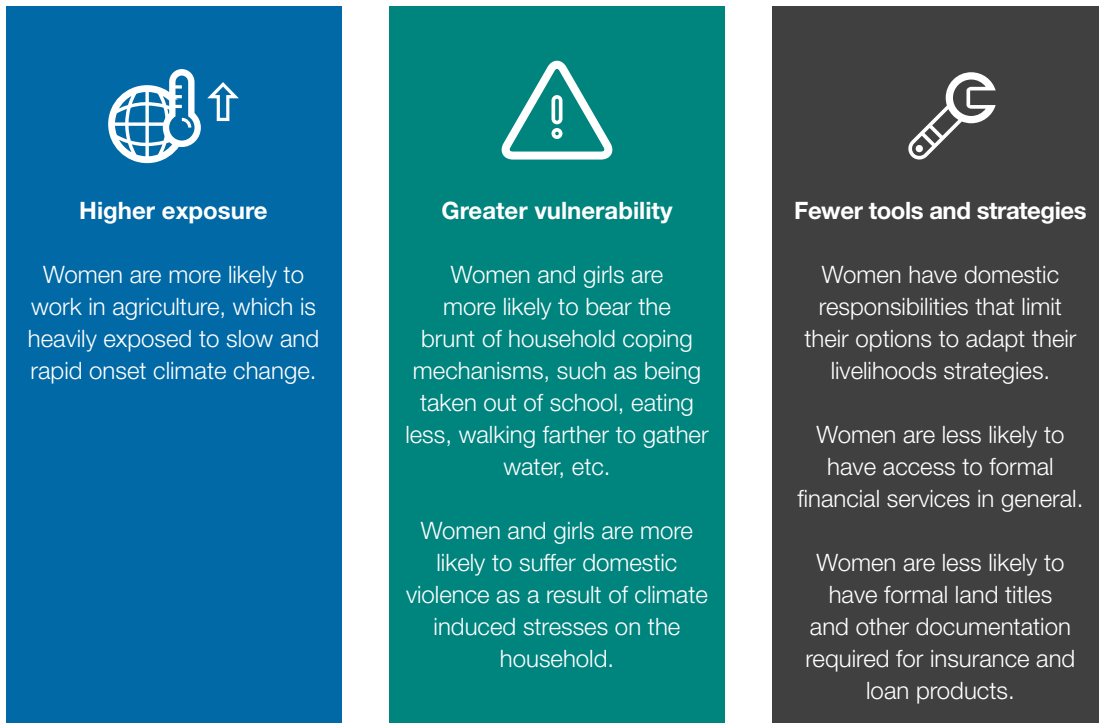 Higher exposure
Women are more likely to
work in agriculture, which is
heavily exposed to slow and
rapid onset climate change.
Greater vulnerability
Women and girls are
more likely to bear the
brunt of household coping
mechanisms, such as being
taken out of school, eating
less, walking farther to gather
water, etc.
Women and girls are more
likely to suffer domestic
violence as a result of climate
induced stresses on the
household.
Fewer tools and strategies
Women have domestic
responsibilities that limit
their options to adapt their
livelihoods strategies.
Women are less likely to
have access to formal
financial services in general.
Women are less likely to
have formal land titles
and other documentation
required for insurance and
loan products.